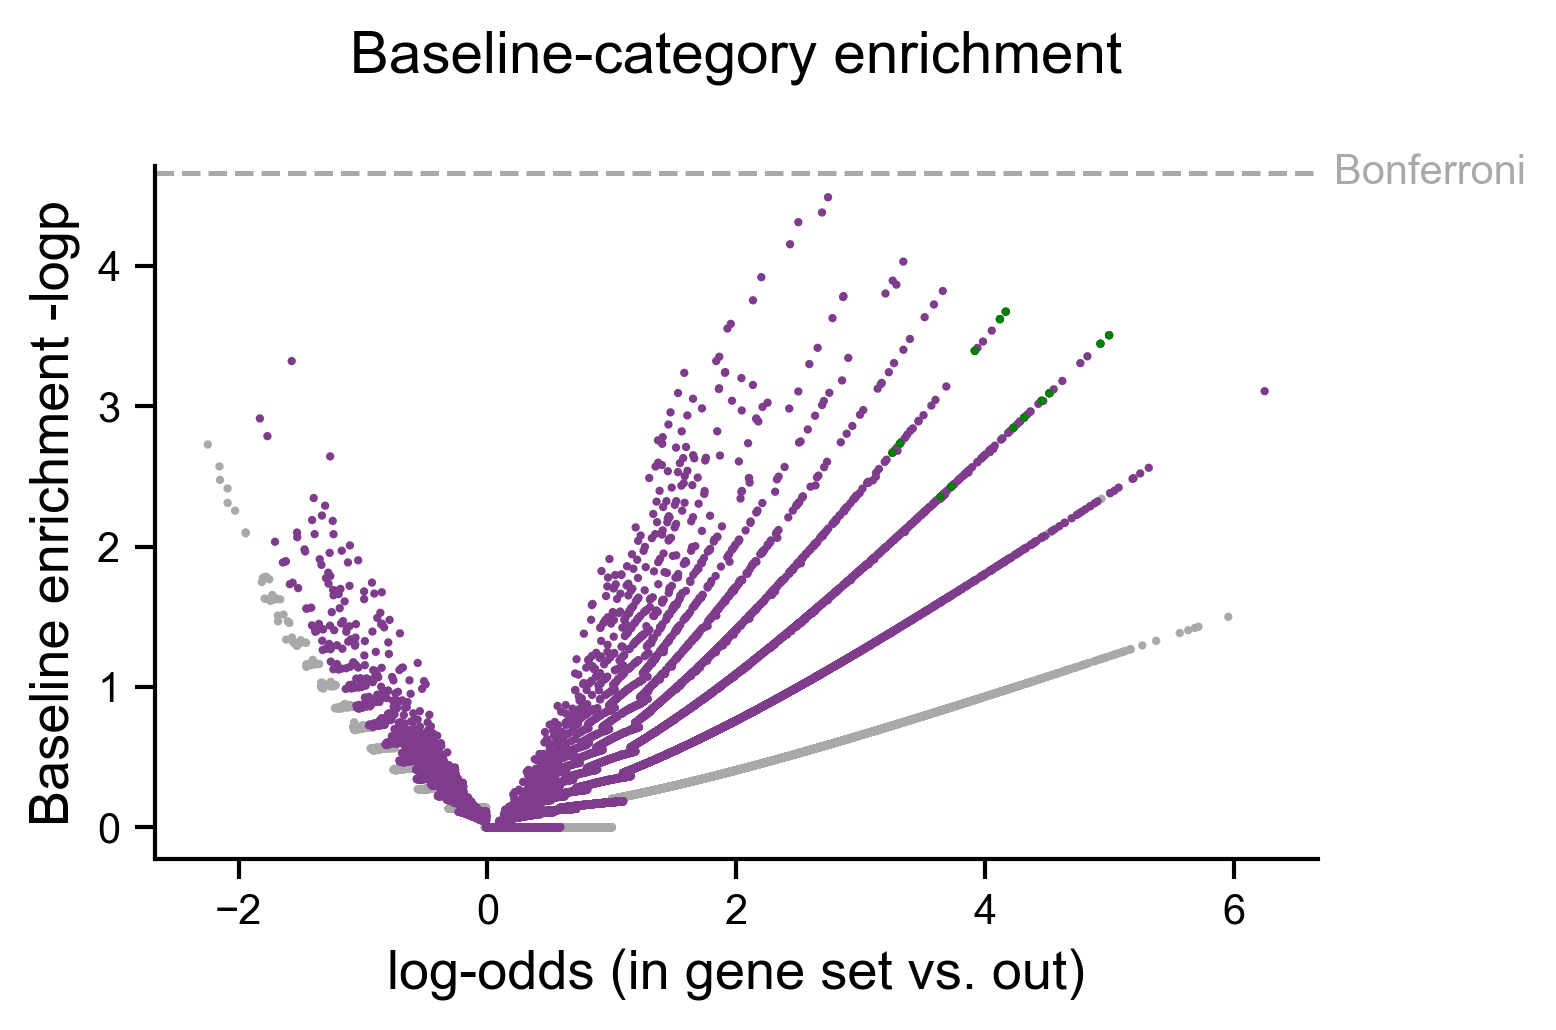 Baseline-category enrichment
Bonferroni
Baseline enrichment -logp
4
3
2
1
0
−2
0
2
4
6
log-odds (in gene set vs. out)